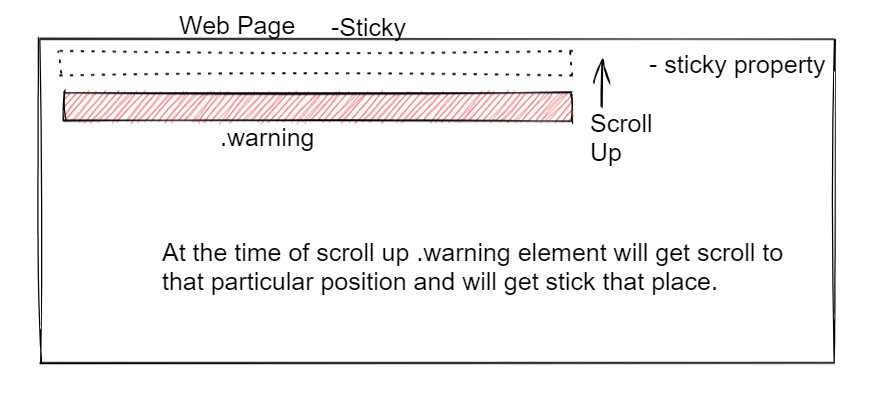 Web Page -Sticky
- sticky property
Scroll
Up
.warning
At the time of scroll up .warning element will get scroll to
that particular position and will get stick that place.